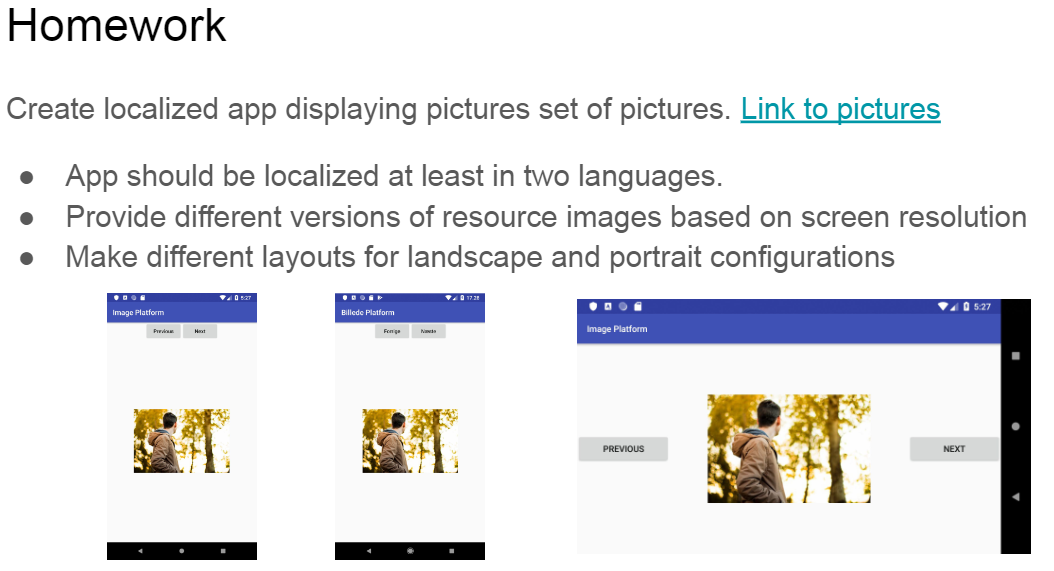 Homework
Create localized app displaying pictures set of pictures. Link to pictures
● App should be localized at least in two languages.
● Provide different versions of resource images based on screen resolution
● Make different layouts for landscape and portrait configurations
5:27
Image Platform
Previous Next
17.28
Billede Platform
Forrige Næste
5:27
Image Platform
PREVIOUS
NEXT